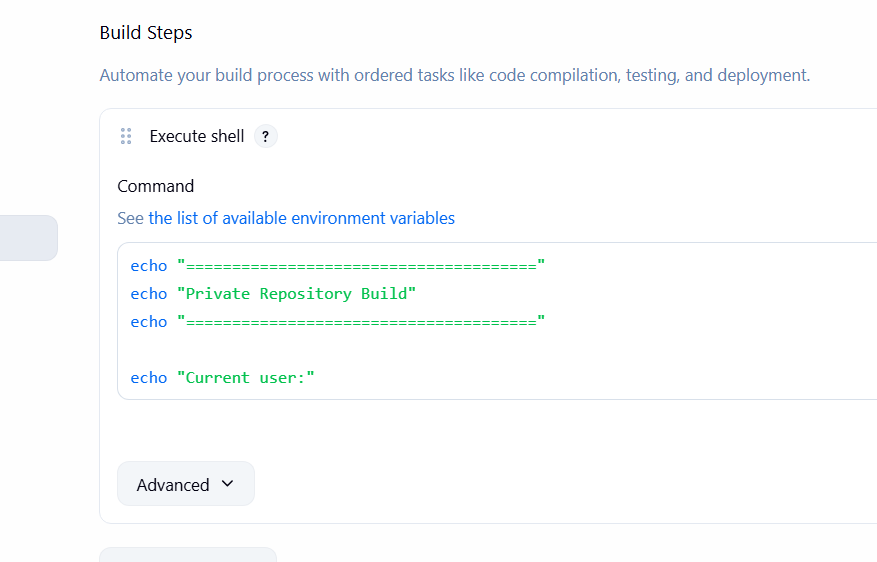 Build Steps
Automate your build process with ordered tasks like code compilation, testing, and deployment.
Execute shell ?
Command
See the list of available environment variables
echo "======================================"
echo "Private Repository Build"
echo "======================================"
echo "Current user:"
Advanced